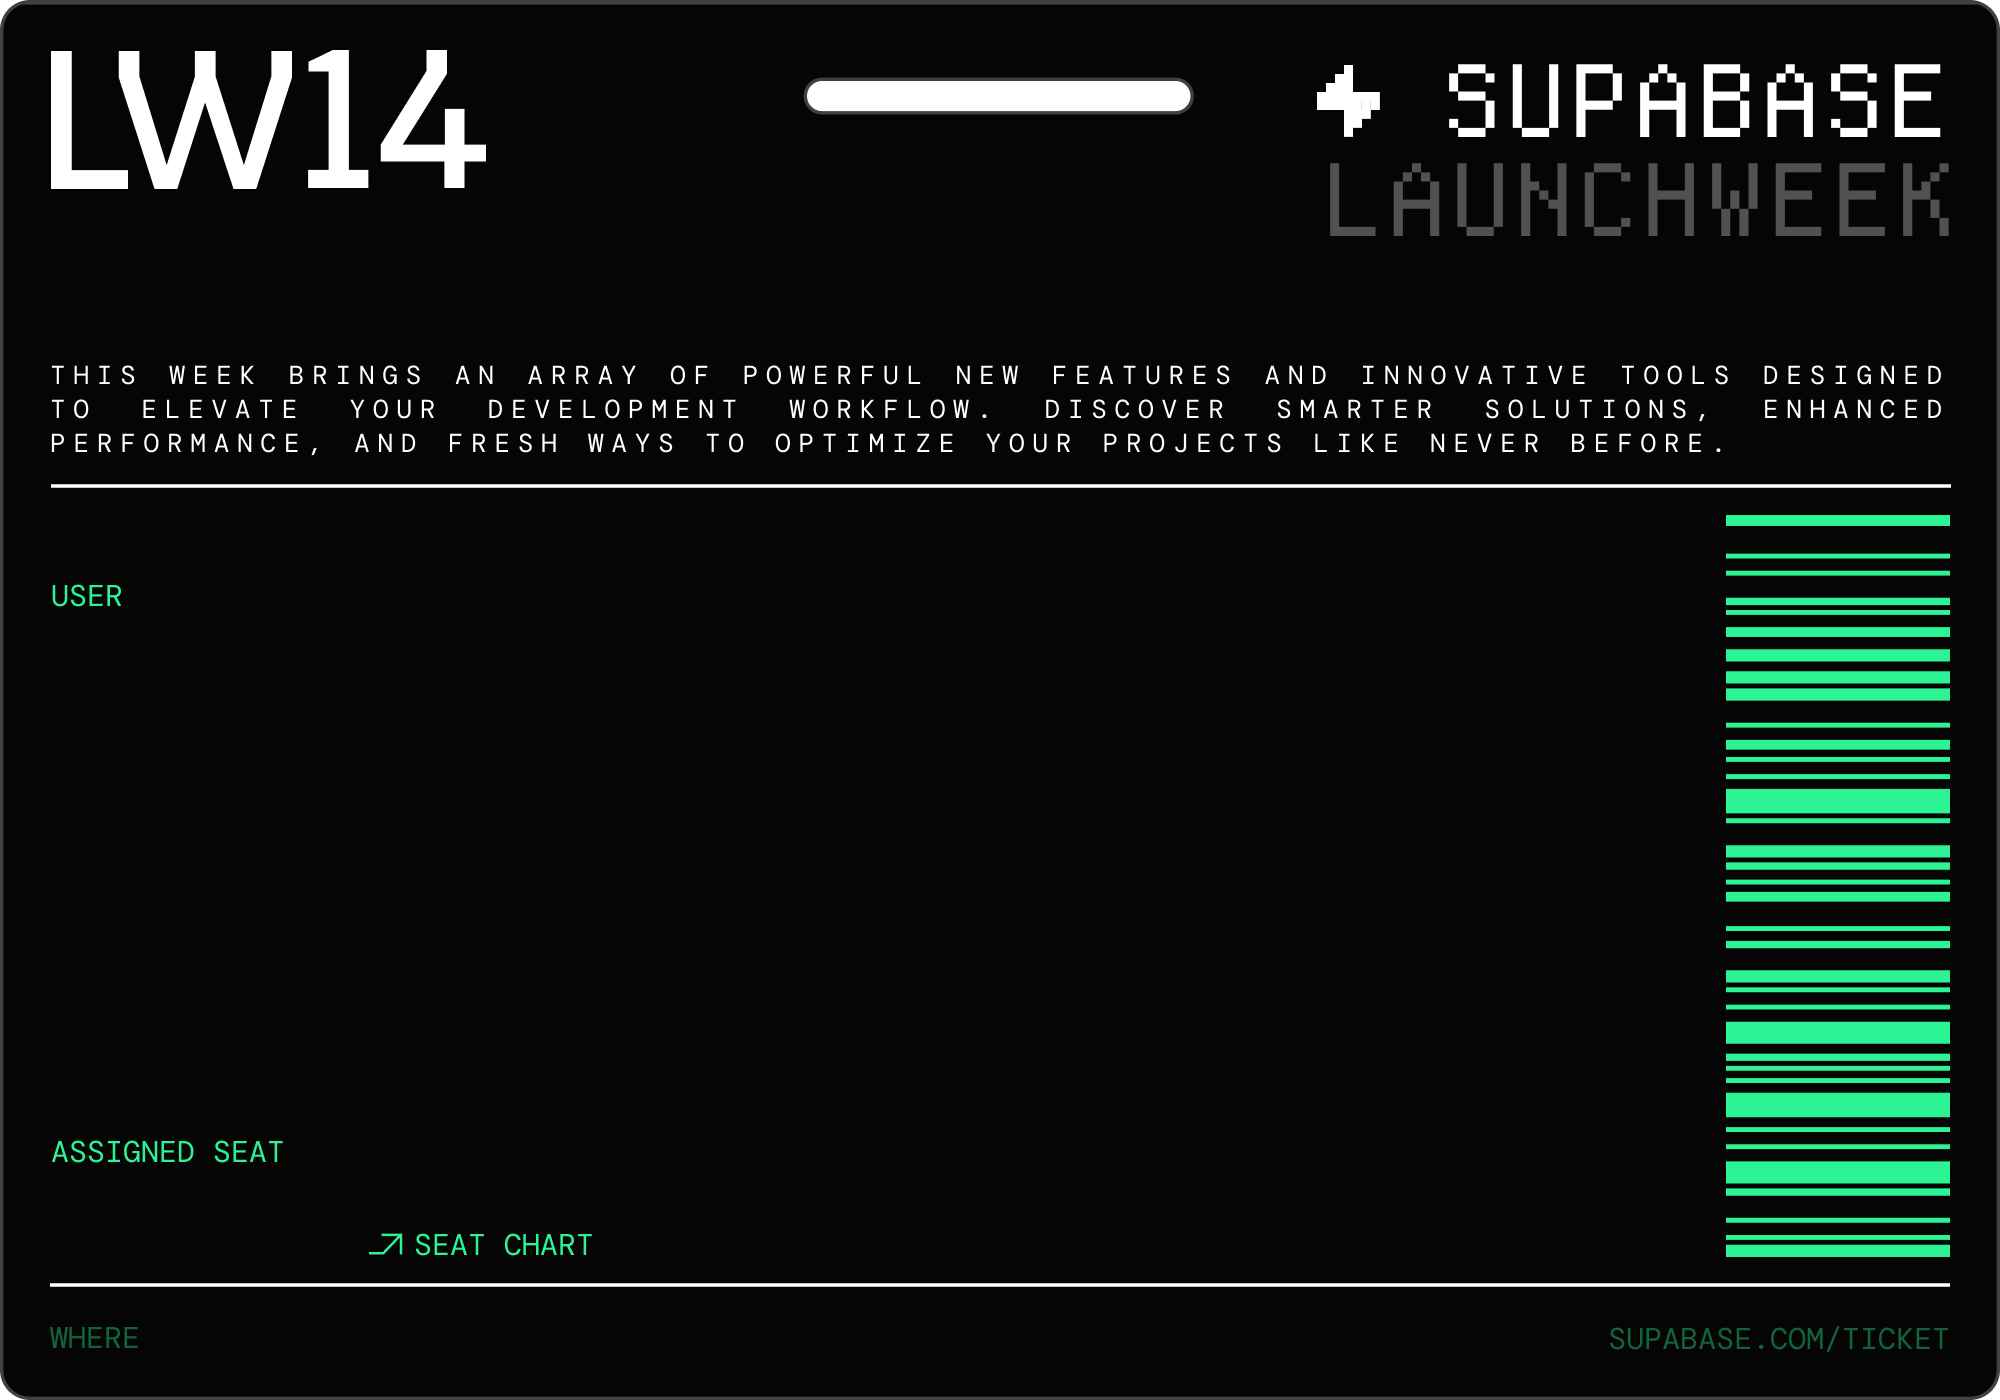 LW14
SUPABASE
LAUNCHWEEK
THIS WEEK BRINGS AN ARRAY OF POWERFUL NEW FEATURES AND INNOVATIVE TOOLS DESIGNED
TO ELEVATE YOUR DEVELOPMENT WORKFLOW. DISCOVER SMARTER SOLUTIONS, ENHANCED
PERFORMANCE, AND FRESH WAYS TO OPTIMIZE YOUR PROJECTS LIKE NEVER BEFORE.
USER
ASSIGNED SEAT
SEAT CHART
WHERE
SUPABASE.COM/TICKET